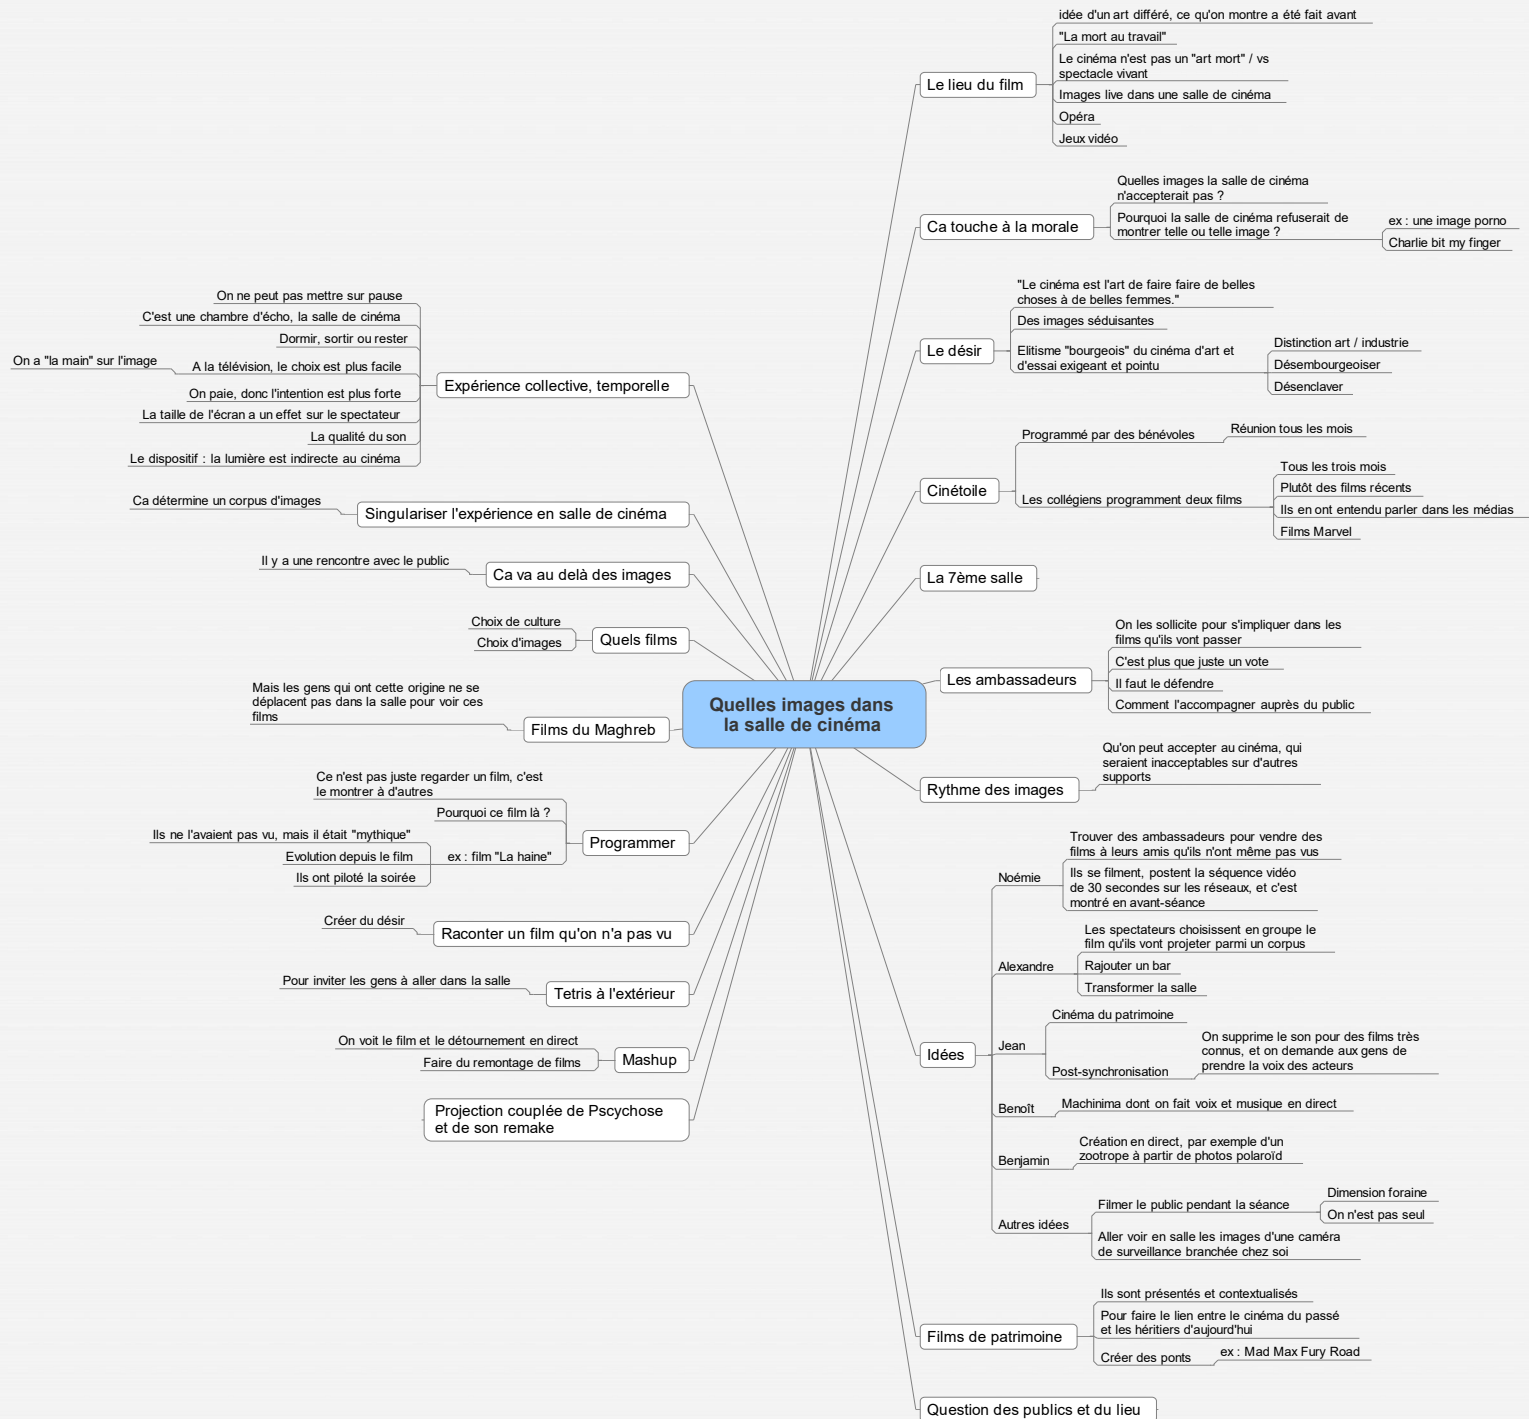 Quelles images dans
la salle de cinéma
Le lieu du film
idée d'un art différé, ce qu'on montre a été fait avant
"La mort au travail"
Le cinéma n'est pas un "art mort" / vs
spectacle vivant
Images live dans une salle de cinéma
Opéra
Jeux vidéo
Ca touche à la morale
Quelles images la salle de cinéma
n'accepterait pas ?
Pourquoi la salle de cinéma refuserait de
montrer telle ou telle image ?
ex : une image porno
Charlie bit my finger
Le désir
"Le cinéma est l'art de faire faire de belles
choses à de belles femmes."
Des images séduisantes
Elitisme "bourgeois" du cinéma d'art et
d'essai exigeant et pointu
Distinction art / industrie
Désembourgeoiser
Désenclaver
Cinétoile
Programmé par des bénévoles
Réunion tous les mois
Les collégiens programment deux films
Tous les trois mois
Plutôt des films récents
Ils en ont entendu parler dans les médias
Films Marvel
La 7ème salle
Les ambassadeurs
On les sollicite pour s'impliquer dans les
films qu'ils vont passer
C'est plus que juste un vote
Il faut le défendre
Comment l'accompagner auprès du public
Rythme des images
Qu'on peut accepter au cinéma, qui
seraient inacceptables sur d'autres
supports
Idées
Noémie
Trouver des ambassadeurs pour vendre des
films à leurs amis qu'ils n'ont même pas vus
Ils se filment, postent la séquence vidéo
de 30 secondes sur les réseaux, et c'est
montré en avant-séance
Alexandre
Les spectateurs choisissent en groupe le
film qu'ils vont projeter parmi un corpus
Rajouter un bar
Transformer la salle
Jean
Cinéma du patrimoine
Post-synchronisation
On supprime le son pour des films très
connus, et on demande aux gens de
prendre la voix des acteurs
Benoît
Machinima dont on fait voix et musique en direct
Benjamin
Création en direct, par exemple d'un
zootrope à partir de photos polaroïd
Autres idées
Filmer le public pendant la séance
Dimension foraine
On n'est pas seul
Aller voir en salle les images d'une caméra
de surveillance branchée chez soi
Films de patrimoine
Ils sont présentés et contextualisés
Pour faire le lien entre le cinéma du passé
et les héritiers d'aujourd'hui
Créer des ponts
ex : Mad Max Fury Road
Question des publics et du lieu
Expérience collective, temporelle
On ne peut pas mettre sur pause
C'est une chambre d'écho, la salle de cinéma
Dormir, sortir ou rester
A la télévision, le choix est plus facile
On a "la main" sur l'image
On paie, donc l'intention est plus forte
La taille de l'écran a un effet sur le spectateur
La qualité du son
Le dispositif : la lumière est indirecte au cinéma
Singulariser l'expérience en salle de cinéma
Ca détermine un corpus d'images
Ca va au delà des images
Il y a une rencontre avec le public
Quels films
Choix de culture
Choix d'images
Films du Maghreb
Mais les gens qui ont cette origine ne se
déplacent pas dans la salle pour voir ces
films
Programmer
Ce n'est pas juste regarder un film, c'est
le montrer à d'autres
Pourquoi ce film là ?
ex : film "La haine"
Ils ne l'avaient pas vu, mais il était "mythique"
Evolution depuis le film
Ils ont piloté la soirée
Raconter un film qu'on n'a pas vu
Créer du désir
Tetris à l'extérieur
Pour inviter les gens à aller dans la salle
Mashup
On voit le film et le détournement en direct
Faire du remontage de films
Projection couplée de Pscychose
et de son remake